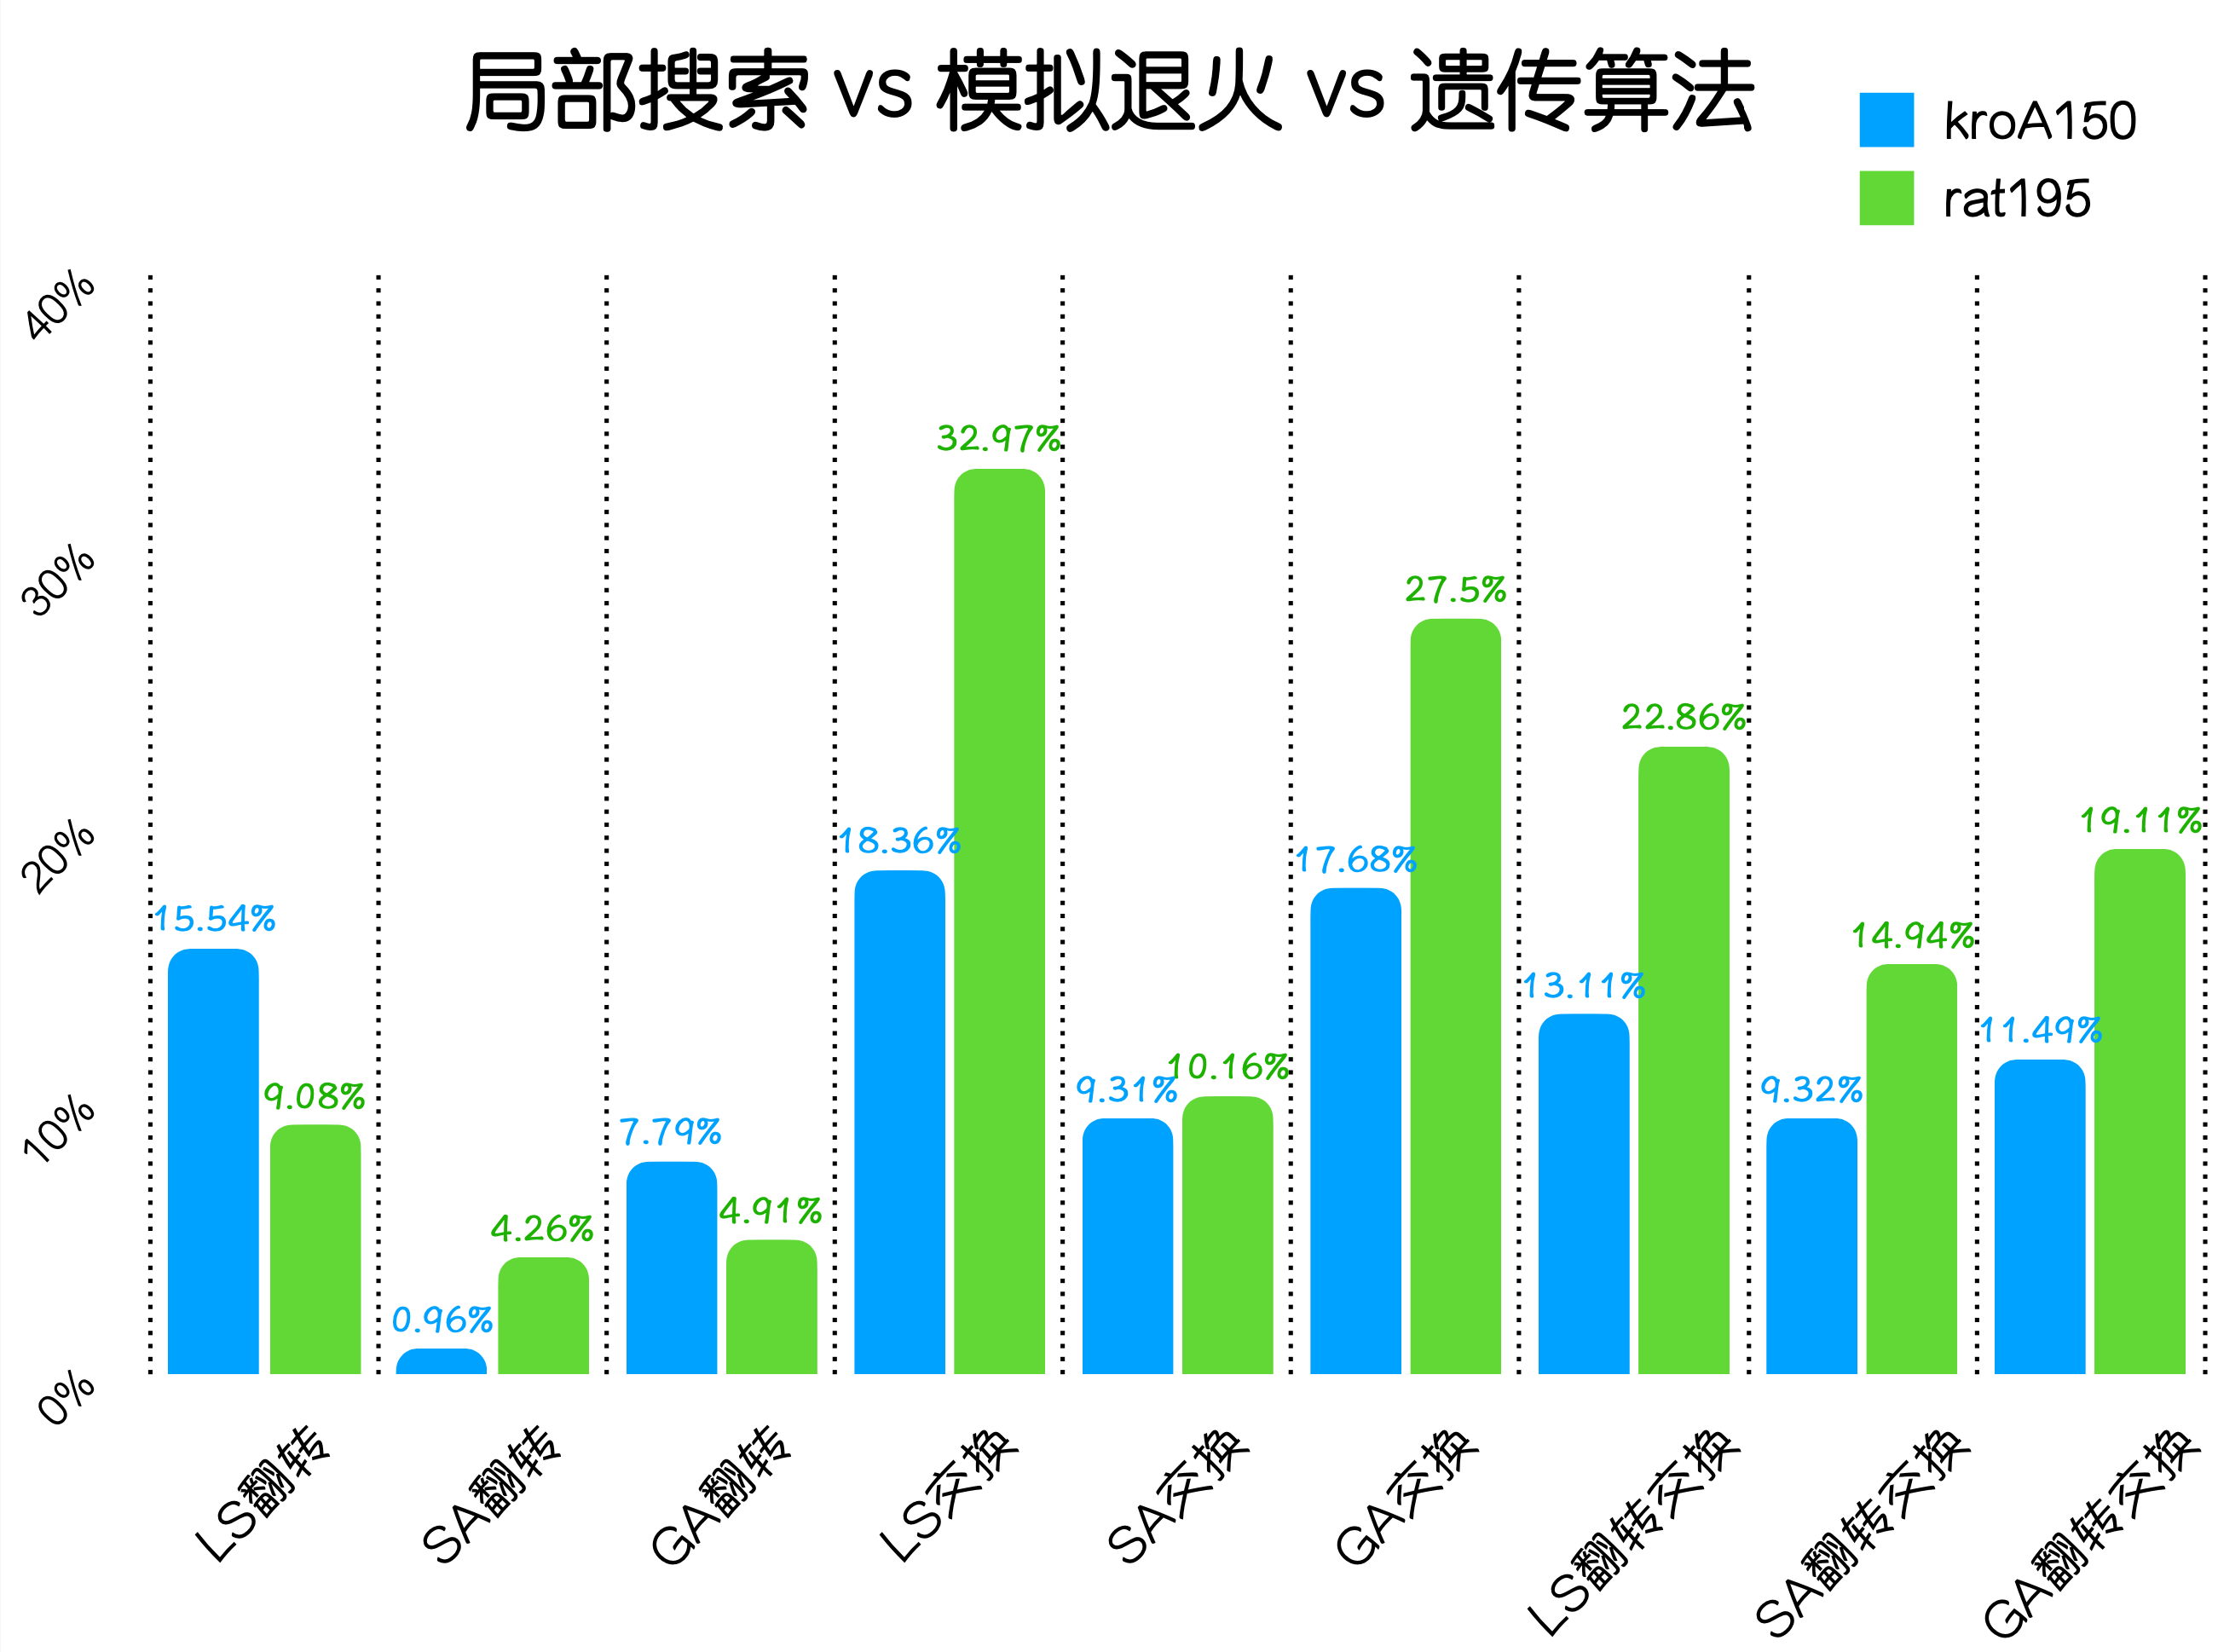 局部搜索 vs 模拟退火 vs 遗传算法
kroA150
rat195
40%
30%
20%
10%
0%
15.54%
9.08%
0.96%
4.26%
7.79%
4.91%
18.36%
32.97%
9.31%
10.16%
17.68%
27.5%
13.11%
22.86%
9.32%
14.94%
11.49%
19.11%
LS翻转
SA翻转
GA翻转
LS交换
SA交换
GA交换
LS翻转交换
SA翻转交换
GA翻转交换